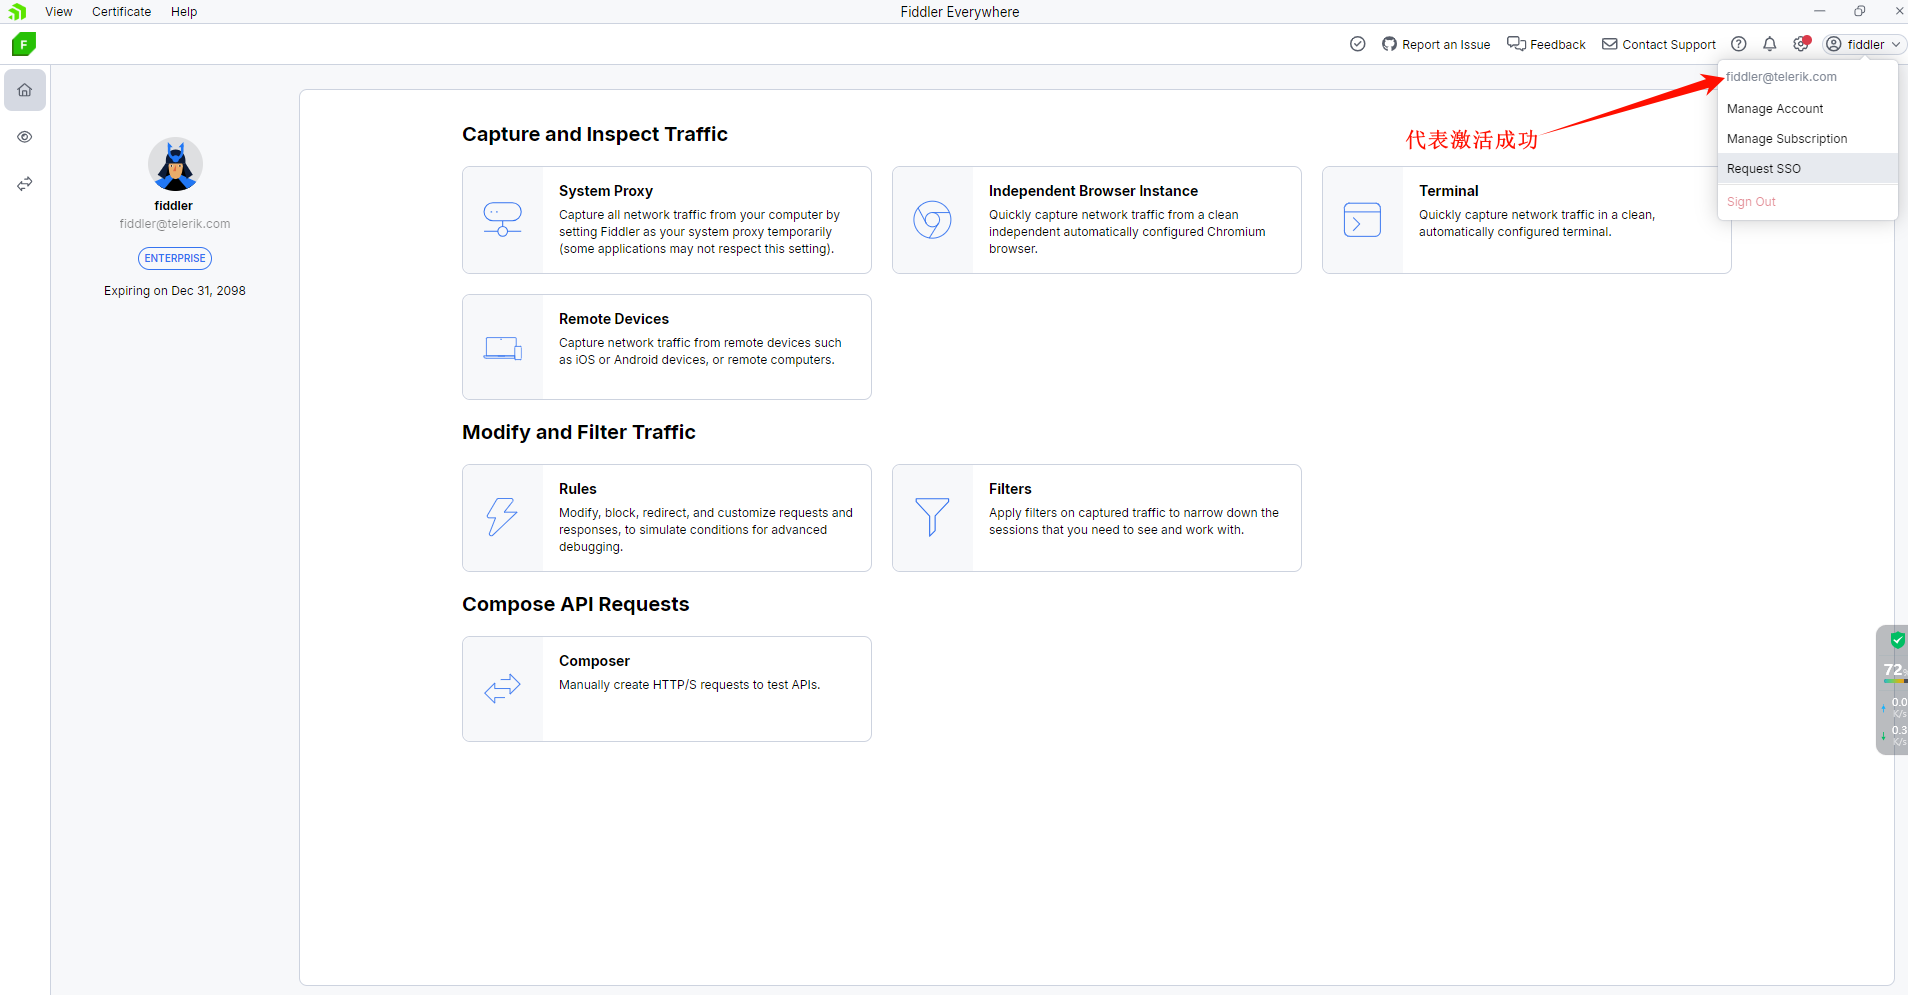 View Certificate Help
Fiddler Everywhere
F
Report an Issue Feedback Contact Support fiddler
fiddler@telerik.com
Manage Account
Manage Subscription
Request SSO
Sign Out
代表激活成功
fiddler
fiddler@telerik.com
ENTERPRISE
Expiring on Dec 31, 2098
Capture and Inspect Traffic
System Proxy
Capture all network traffic from your computer by
setting Fiddler as your system proxy temporarily
(some applications may not respect this setting).
Independent Browser Instance
Quickly capture network traffic from a clean
independent automatically configured Chromium
browser.
Terminal
Quickly capture network traffic in a clean,
automatically configured terminal.
Remote Devices
Capture network traffic from remote devices such
as iOS or Android devices, or remote computers.
Modify and Filter Traffic
Rules
Modify, block, redirect, and customize requests and
responses, to simulate conditions for advanced
debugging.
Filters
Apply filters on captured traffic to narrow down the
sessions that you need to see and work with.
Compose API Requests
Composer
Manually create HTTP/S requests to test APIs.
72
0.0
K/s
0.3
K/s